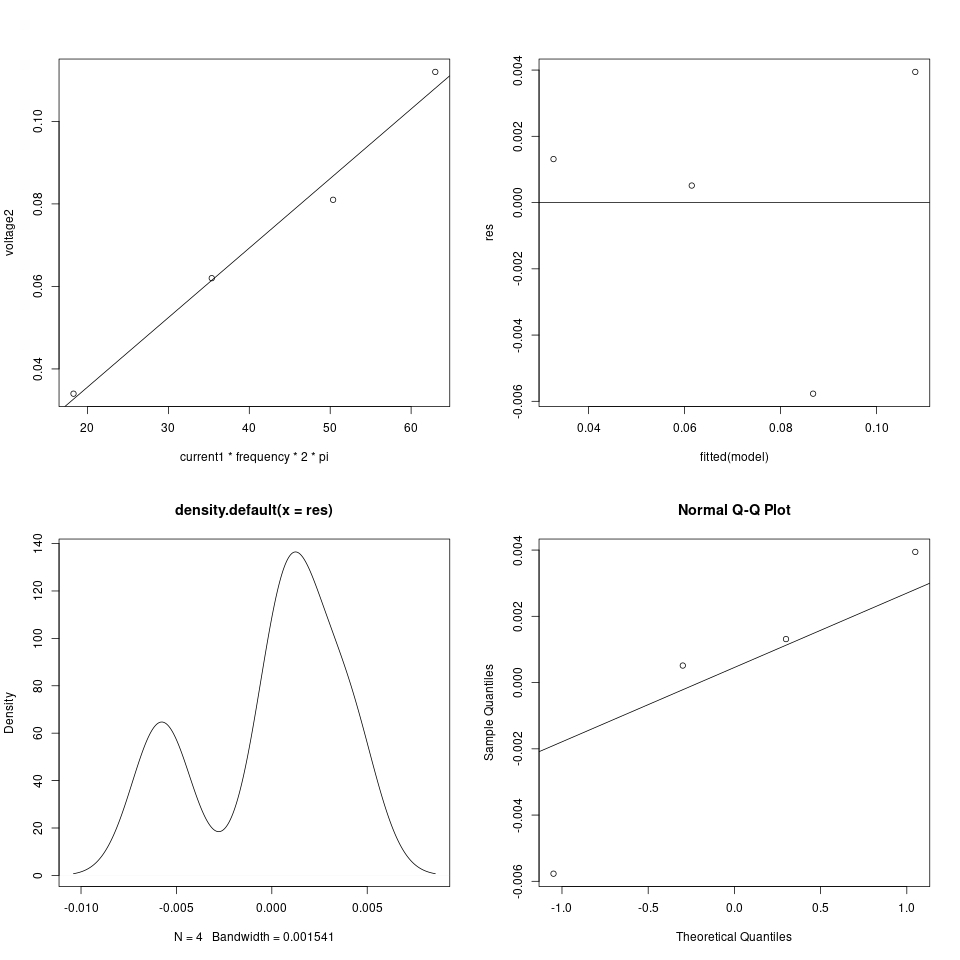 0.10
0.08
0.06
0.04
voltage2
20 30 40 50 60
current1 * frequency * 2 * pi
0.004
0.002
0.000
-0.002
-0.004
-0.006
res
0.04 0.06 0.08 0.10
fitted(model)
density.default(x = res)
140
120
100
80
60
40
20
0
Density
-0.010 -0.005 0.000 0.005
N = 4 Bandwidth = 0.001541
Normal Q-Q Plot
0.004
0.002
0.000
-0.002
-0.004
-0.006
Sample Quantiles
-1.0 -0.5 0.0 0.5 1.0
Theoretical Quantiles